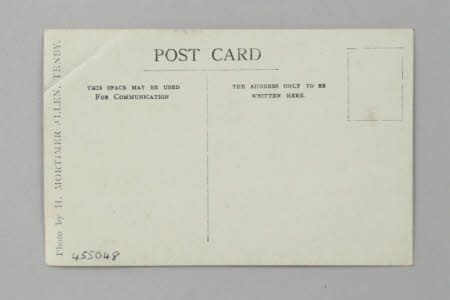 POST CARD
THIS SPACE MAY BE USED
FOR COMMUNICATION
THE ADDRESS ONLY TO BE
WRITTEN HERE.
Photo by H. MORTIMER ALLEN, TENBY.
455048